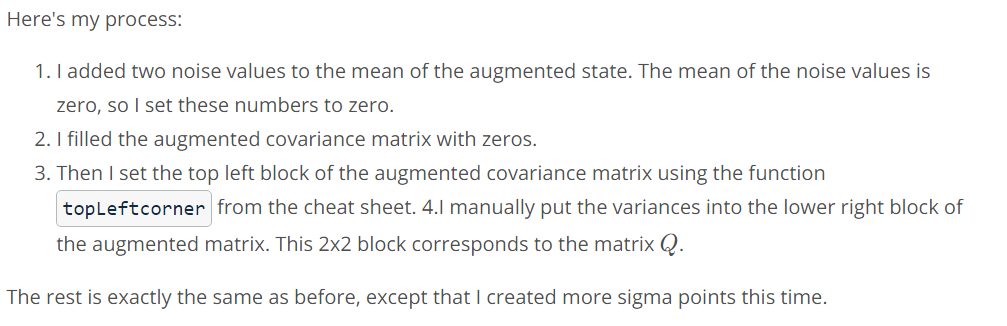 Here's my process:
1. I added two noise values to the mean of the augmented state. The mean of the noise values is
zero, so I set these numbers to zero.
2. I filled the augmented covariance matrix with zeros.
3. Then I set the top left block of the augmented covariance matrix using the function
topLeftcorner from the cheat sheet. 4.I manually put the variances into the lower right block of
the augmented matrix. This 2x2 block corresponds to the matrix Q.
The rest is exactly the same as before, except that I created more sigma points this time.